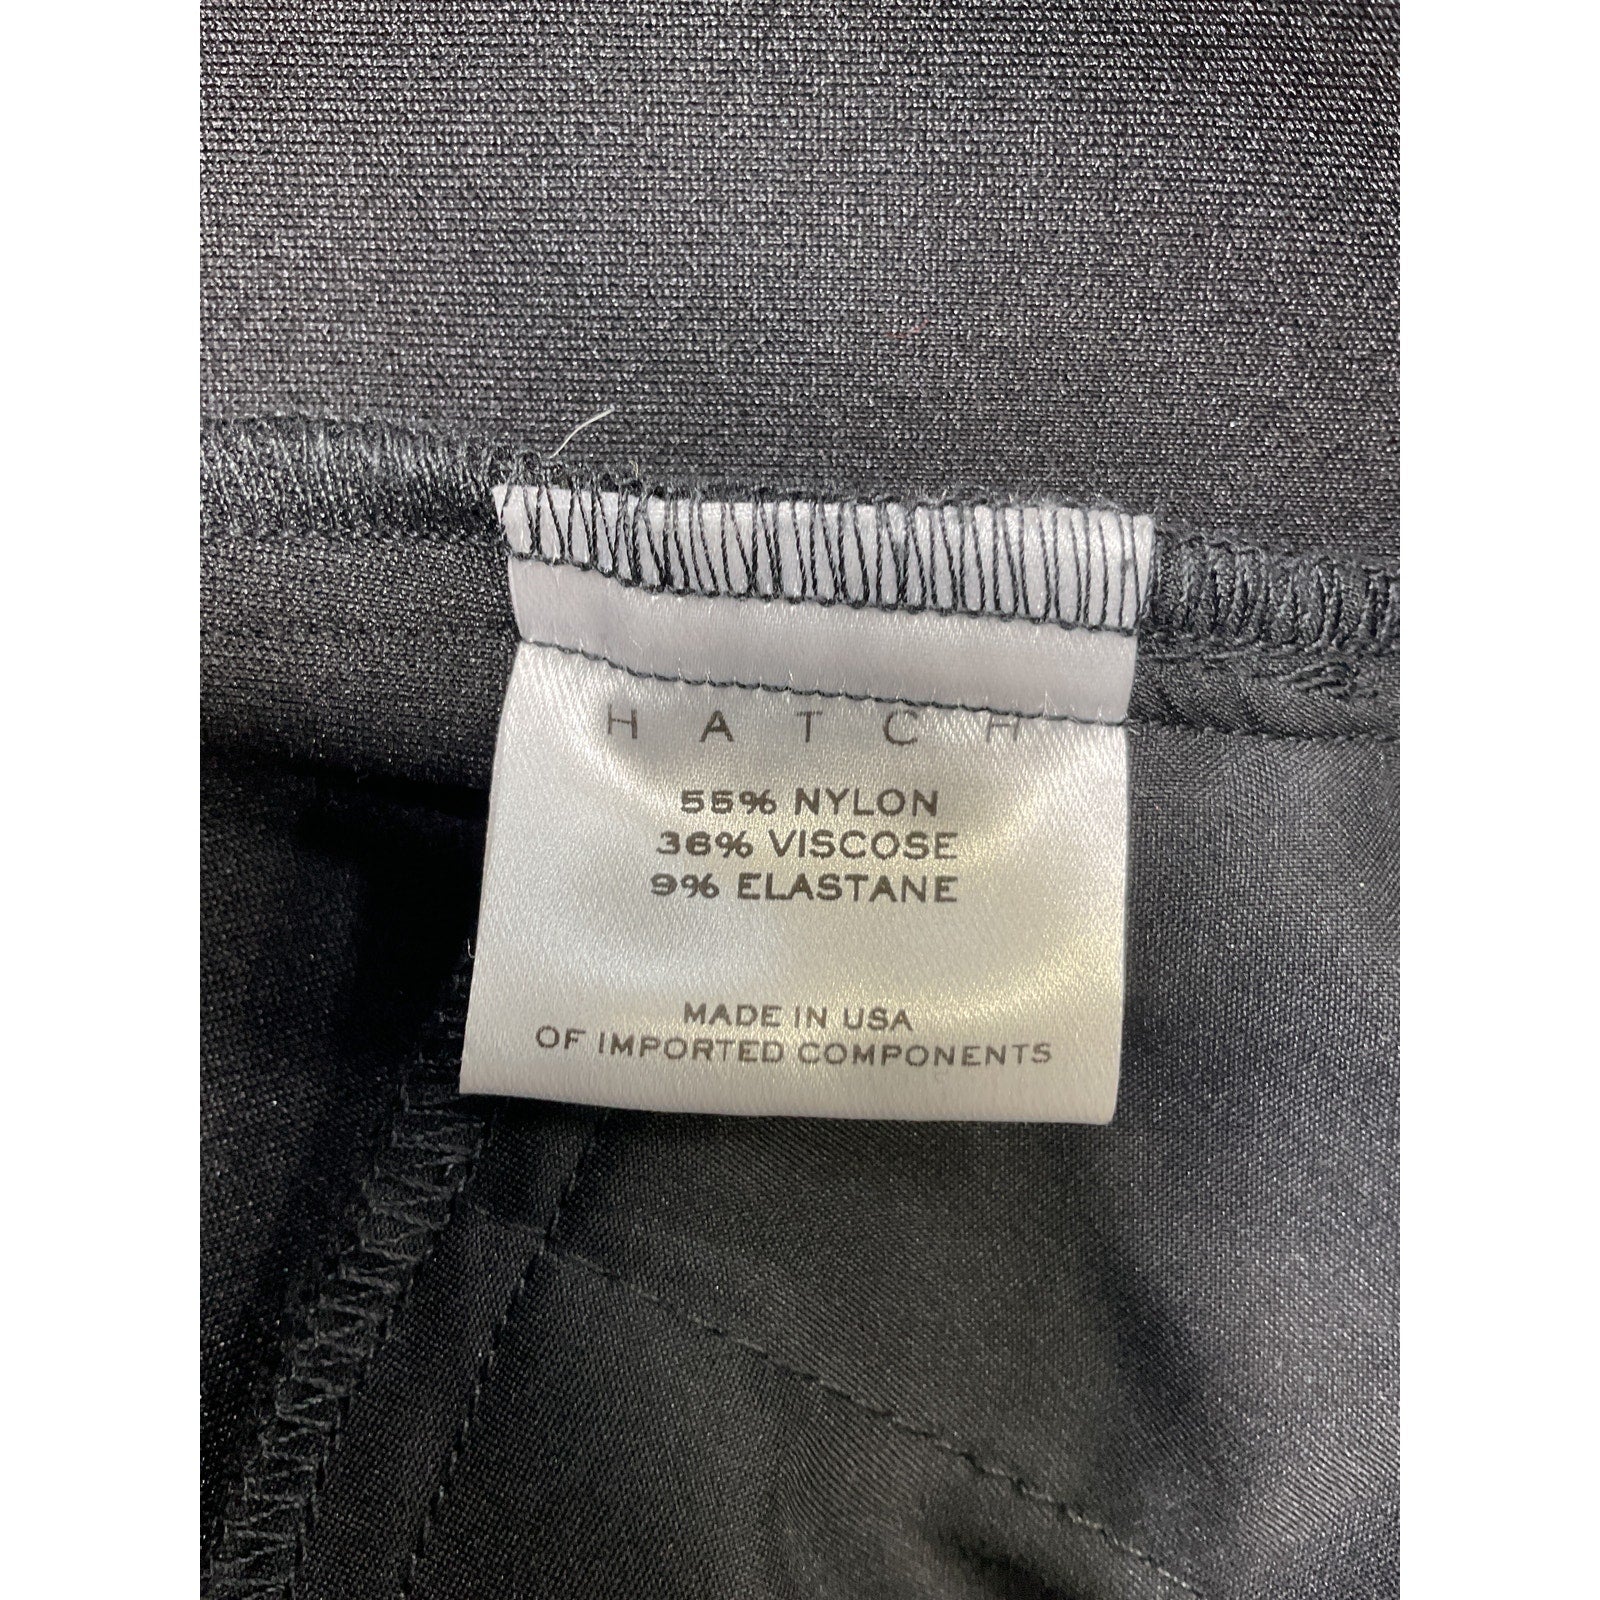 HATCH
55% NYLON
36% VISCOSE
9% ELASTANE
MADE IN USA
OF IMPORTED COMPONENTS